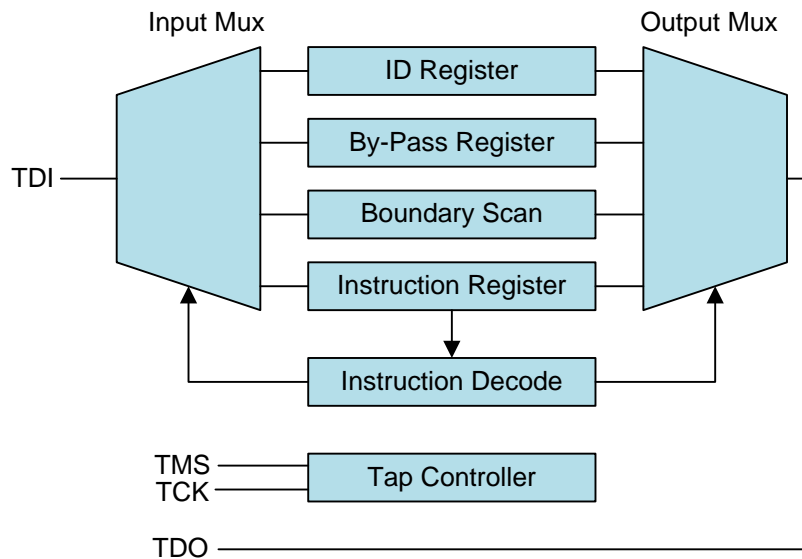 Input Mux
Output Mux
ID Register
By-Pass Register
TDI
Boundary Scan
Instruction Register
Instruction Decode
TMS
TCK
Tap Controller
TDO